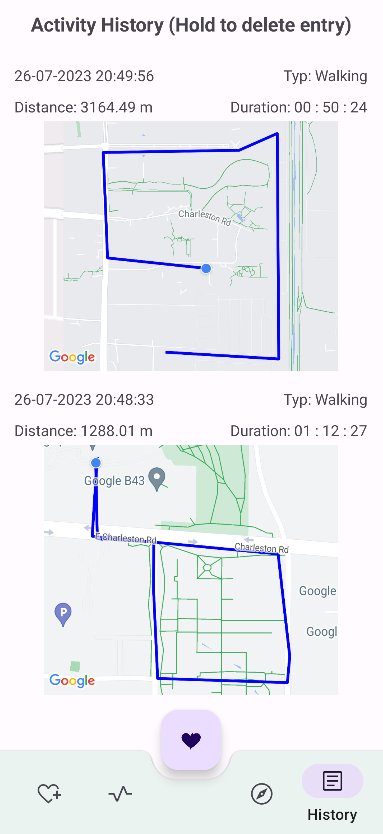 Activity History (Hold to delete entry)
26-07-2023 20:49:56 Typ: Walking
Distance: 3164.49 m Duration: 00 : 50 : 24
Charleston Rd
Google
26-07-2023 20:48:33 Typ: Walking
Distance: 1288.01 m Duration: 01 : 12 : 27
Google B43
E Charleston Rd
Charleston Rd
Google
P
Googl
Google
History